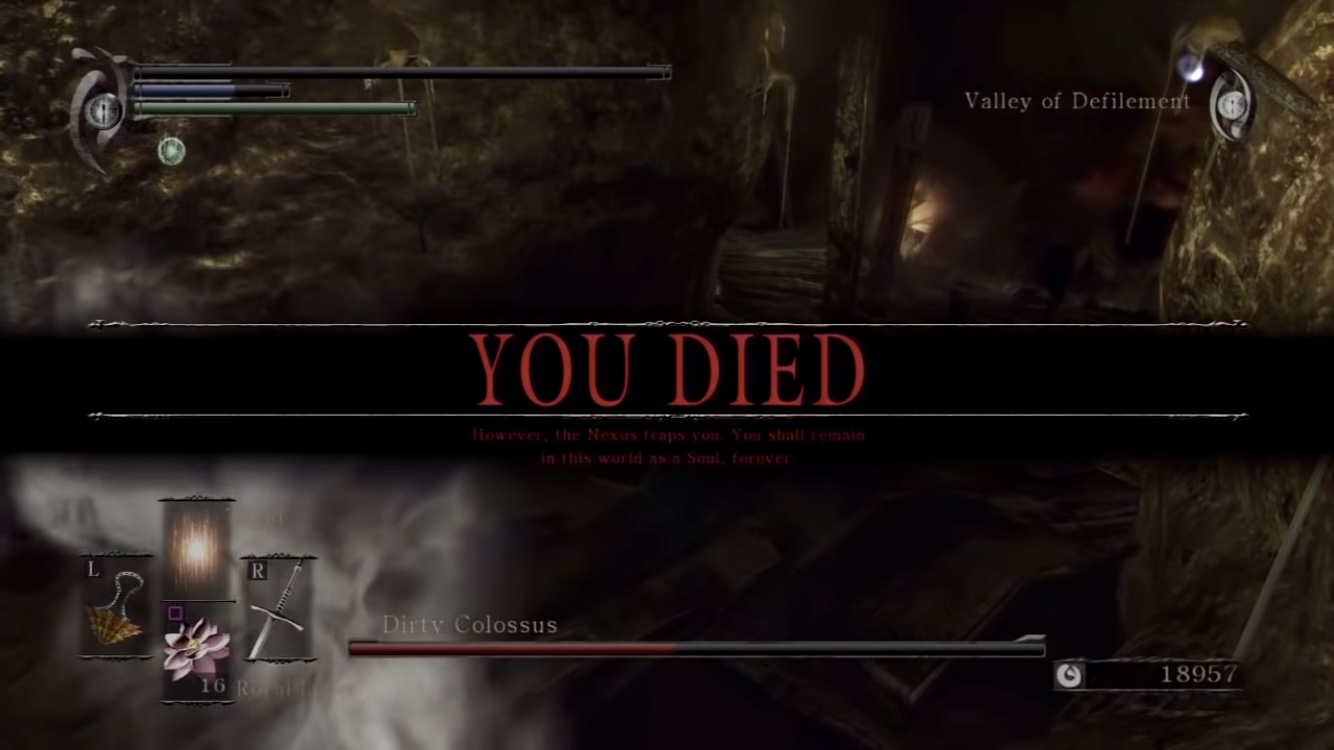 Valley of Defilement
YOU DIED
However, the Nexus traps you. You shall remain
in this world as a Soul, forever.
L
R
16 Royal
Dirty Colossus
18957